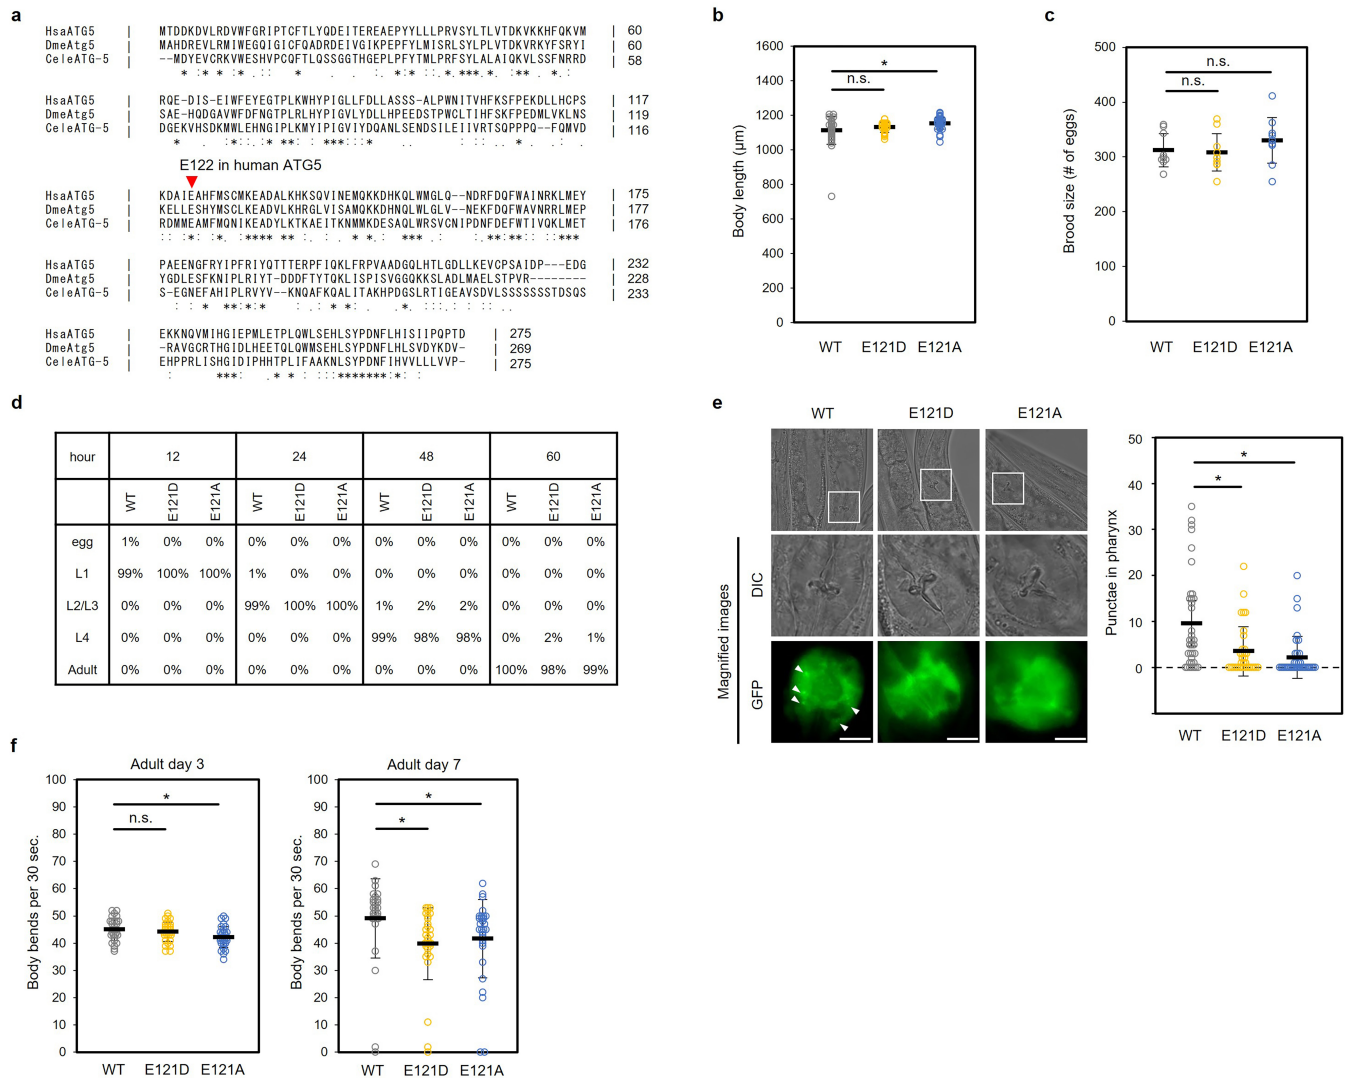 a
HsaATG5 | MTDDKDVLRDVWFGRIPTCFTLYQDEITEREAEPYYLLLPRVSYLTLVTDKVKKHFQKVM | 60
DmeAtg5 | MAHDREVLRMIWEGQIGICFQADRDEIVGIKPEPFYLMISRLSYLPLVTDKVRKYFSRYI | 60
CeleATG-5 | --MDYEVCRKVWESHVPCQFTLQSSGGTHGEPLPFYTMLPRFSYLALAIQKVLSSFNRRD | 58
HsaATG5 | RQE-DIS-EIWFEYEGTPLKWHYPIGLLFDLLASSS-ALPWNITVHFKSFPEKDLLHCPS | 117
DmeAtg5 | SAE-HQDGAVWFDFNGTPLRLHYPIGVLYDLLHPEEDSTPWCLTIHFSKFPEDMLVKLNS | 119
CeleATG-5 | DGEKVHSDKMWLEHNGIPLKMYIPIGVIYDQANLSENDSILEIIVRTSQPPPQ--FQMVD | 116
E122 in human ATG5
HsaATG5 | KDAIEAHFMSCMKEADALKHKSQVINEMQKKDHKQLWMGLQ--NDRFDQFWAINRKLMEY | 175
DmeAtg5 | KELLESHYMSCLKEADVLKHRGLVISAMQKKDHNQLWLGLV--NEKFDQFWAVNRRLMEP | 177
CeleATG-5 | RDMMEAMFMQNIKEADYLKTKAEITKNMMKDESAQLWRSVCNIPDNFDEFWTIVQKLMET | 176
HsaATG5 | PAEENGFRYIPFRIYQTTTERPFIQKLFRPVAADGQLHTLGDLLKEVCPSAIDP---EDG | 232
DmeAtg5 | YGDLESFKNIPLRIYT-DDDFTYTQKLISPISVGGQKKSLADLMAELSTPVR-------- | 228
CeleATG-5 | S-EGNEFAHIPLRVYV--KNQAFKQALITAKHPDGSLRTIGEAVSDVLSSSSSSSTDSQS | 233
HsaATG5 | EKKNQVMIHGIEPMLETPLQWLSEHLSYPDNFLHISIIPQPTD | 275
DmeAtg5 | -RAVGCRTHGIDLHEETQLQWMSEHLSYPDNFLHLSVDYKDV- | 269
CeleATG-5 | EHPPRLISHGIDIPHHTPLIFAAKNLSYPDNFIHVVLLLVVP- | 275
b
1600
1400
1200
1000
800
600
400
200
0
Body length (μm)
*
n.s.
WT E121D E121A
c
500
400
300
200
100
0
Brood size (# of eggs)
n.s.
n.s.
WT E121D E121A
d
hour 12 24 48 60
WT E121D E121A WT E121D E121A WT E121D E121A WT E121D E121A
egg 1% 0% 0% 0% 0% 0% 0% 0% 0% 0% 0% 0%
L1 99% 100% 100% 1% 0% 0% 0% 0% 0% 0% 0% 0%
L2/L3 0% 0% 0% 99% 100% 100% 1% 2% 2% 0% 0% 0%
L4 0% 0% 0% 0% 0% 0% 99% 98% 98% 0% 2% 1%
Adult 0% 0% 0% 0% 0% 0% 0% 0% 0% 100% 98% 99%
e
WT E121D E121A
Magnified images
DIC
GFP
50
40
30
20
10
0
Punctae in pharynx
*
*
WT E121D E121A
f
Adult day 3
100
90
80
70
60
50
40
30
20
10
0
Body bends per 30 sec.
*
n.s.
WT E121D E121A
Adult day 7
100
90
80
70
60
50
40
30
20
10
0
Body bends per 30 sec.
*
*
WT E121D E121A